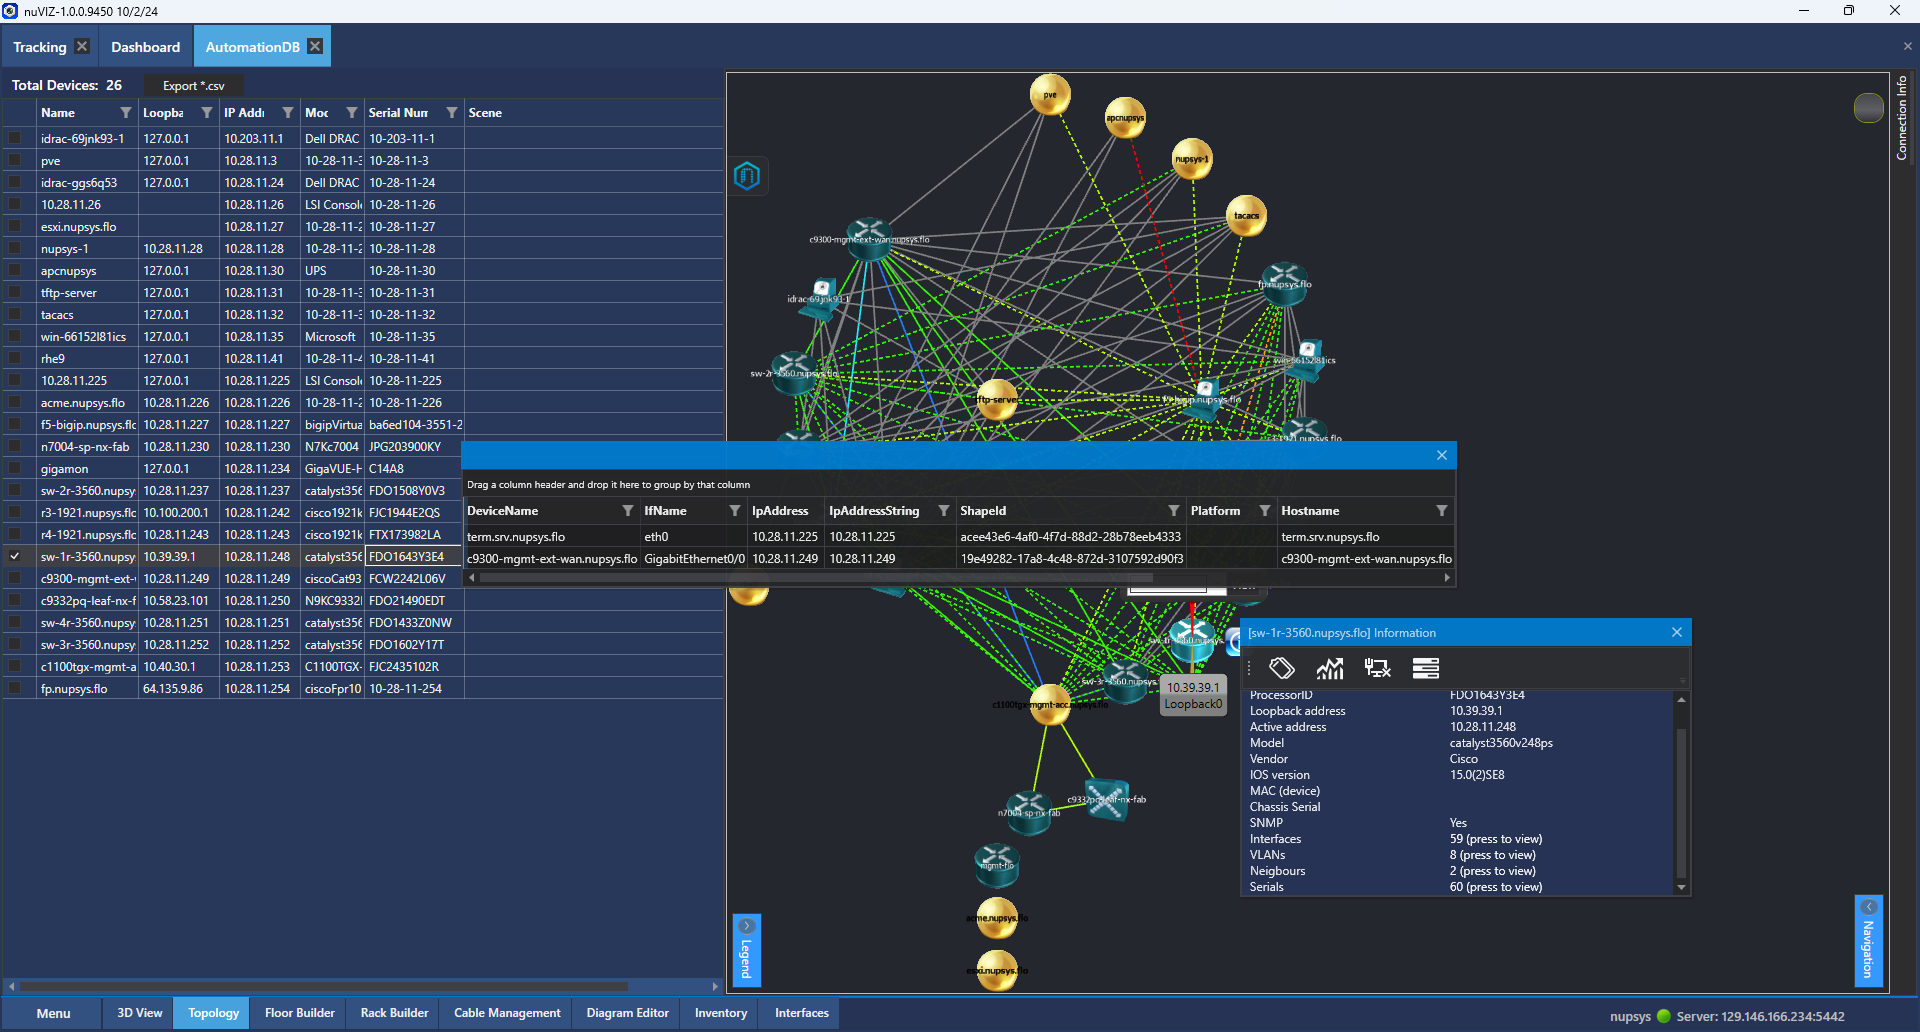 nuVIZ-1.0.0.9450 10/2/24
Tracking
Dashboard
AutomationDB
Total Devices: 26
Export *.csv
Name Loopba IP Addr Moc Serial Num Scene
idrac-69jnk93-1 127.0.0.1 10.203.11.1 Dell DRAC 10-203-11-1
pve 127.0.0.1 10.28.11.3 10-28-11-3 10-28-11-3
idrac-ggs6q53 127.0.0.1 10.28.11.24 Dell DRAC 10-28-11-24
10.28.11.26 10.28.11.26 LSI Consol 10-28-11-26
esxi.nupsys.flo 10.28.11.27 10-28-11-2 10-28-11-27
nupsys-1 10.28.11.28 10.28.11.28 10-28-11-2 10-28-11-28
apcnupsys 127.0.0.1 10.28.11.30 UPS 10-28-11-30
tftp-server 127.0.0.1 10.28.11.31 10-28-11-3 10-28-11-31
tacacs 127.0.0.1 10.28.11.32 10-28-11-3 10-28-11-32
win-66152l81ics 127.0.0.1 10.28.11.35 Microsoft 10-28-11-35
rhe9 127.0.0.1 10.28.11.41 10-28-11-4 10-28-11-41
10.28.11.225 127.0.0.1 10.28.11.225 LSI Consol 10-28-11-225
acme.nupsys.flo 10.28.11.226 10.28.11.226 10-28-11-2 10-28-11-226
f5-bigip.nupsys.flo 10.28.11.227 10.28.11.227 bigipVirtua ba6ed104-3551-2
n7004-sp-nx-fab 10.28.11.230 10.28.11.230 N7Kc7004 JPG203900KY
gigamon 127.0.0.1 10.28.11.234 GigaVUE-H C14A8
sw-2r-3560.nupsy 10.28.11.237 10.28.11.237 catalyst356 FDO1508Y0V3
r3-1921.nupsys.flo 10.100.200.1 10.28.11.242 cisco1921k FJC1944E2QS
r4-1921.nupsys.flo 10.28.11.243 10.28.11.243 cisco1921k FTX173982LA
sw-1r-3560.nupsy 10.39.39.1 10.28.11.248 catalyst356 FDO1643Y3E4
c9300-mgmt-ext- 10.28.11.249 10.28.11.249 ciscoCat93 FCW2242L06V
c9332pq-leaf-nx-f 10.58.23.101 10.28.11.250 N9KC9332 FDO21490EDT
sw-4r-3560.nupsy 10.28.11.251 10.28.11.251 catalyst356 FDO1433Z0NW
sw-3r-3560.nupsy 10.28.11.252 10.28.11.252 catalyst356 FDO1602Y17T
c1100tgx-mgmt-a 10.40.30.1 10.28.11.253 C1100TGX- FJC2435102R
fp.nupsys.flo 64.135.9.86 10.28.11.254 ciscoFpr10 10-28-11-254
Connection Info
pve
apcnupsys
nupsys-1
tacacs
c9300-mgmt-ext-wan.nupsys.flo
fp.nupsys.flo
idrac-69jnk93-1
win-66152l81ics
sw-2r-3560.nupsys.flo
tftp-serve
Drag a column header and drop it here to group by that column
DeviceName IfName IpAddress IpAddressString ShapeId Platform Hostname
term.srv.nupsys.flo eth0 10.28.11.225 10.28.11.225 acee43e6-4af0-4f7d-88d2-28b78eeb4333 term.srv.nupsys.flo
c9300-mgmt-ext-wan.nupsys.flo GigabitEthernet0/0 10.28.11.249 10.28.11.249 19e49282-17a8-4c48-872d-3107592d90f3 c9300-mgmt-ext-wan.nupsys.flo
sw-3r-3560.nupsys.
10.39.39.1
Loopback0
c1100tgx-mgmt-acc.nupsys.flo
c9332pq-leaf-nx-fab
n7004-sp-nx-fab
mgmt-flo
acme.nupsys.flo
esxi.nupsys.flo
[sw-1r-3560.nupsys.flo] Information
ProcessorID FDO1643Y3E4
Loopback address 10.39.39.1
Active address 10.28.11.248
Model catalyst3560v248ps
Vendor Cisco
IOS version 15.0(2)SE8
MAC (device)
Chassis Serial
SNMP Yes
Interfaces 59 (press to view)
VLANs 8 (press to view)
Neigbours 2 (press to view)
Serials 60 (press to view)
Legend
Navigation
Menu
3D View
Topology
Floor Builder
Rack Builder
Cable Management
Diagram Editor
Inventory
Interfaces
nupsys Server: 129.146.166.234:5442